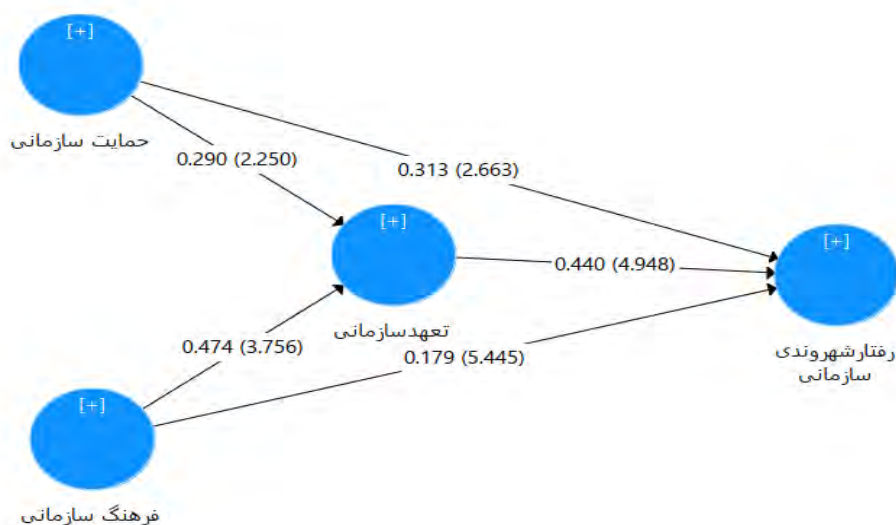 [+]
حمایت سازمانی
0.290 (2.250)
0.313 (2.663)
[+]
[+]
0.440 (4.948)
تعهدسازمانی
0.474 (3.756)
0.179 (5.445)
رفتارشهروندی
سازمانی
[+]
فرهنگ سازمانی